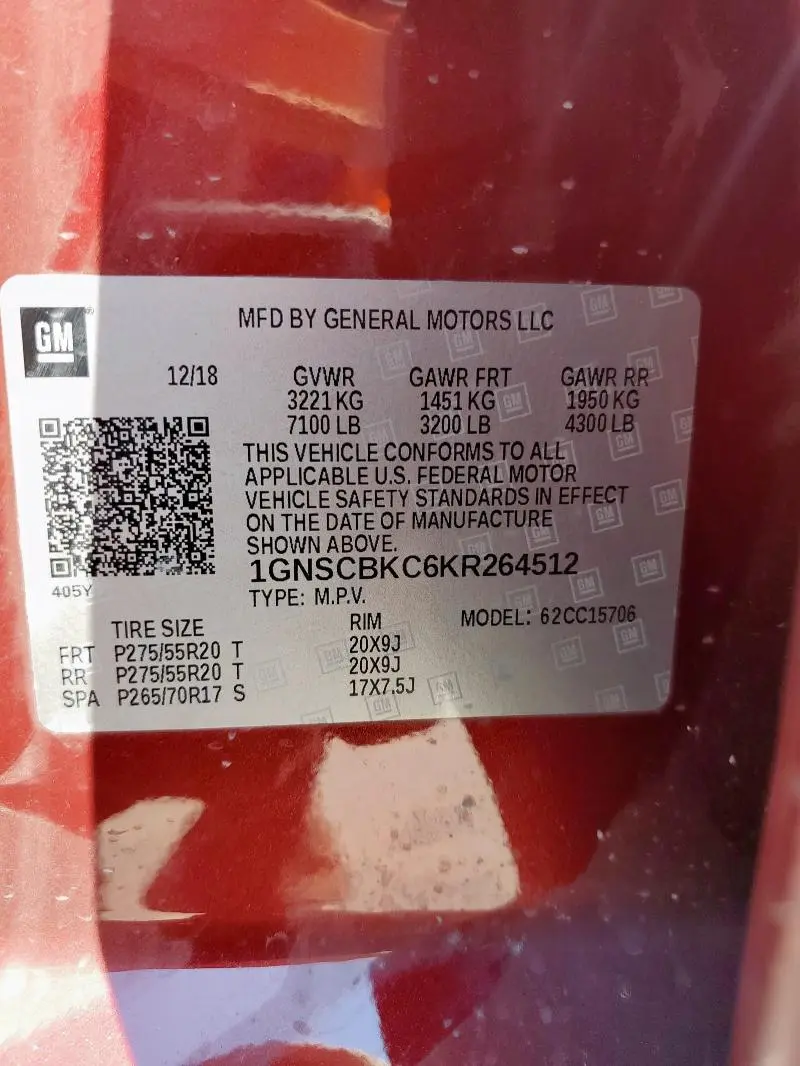 GM
MFD BY GENERAL MOTORS LLC
12/18 GVWR GAWR FRT GAWR RR
3221 KG 1451 KG 1950 KG
7100 LB 3200 LB 4300 LB
THIS VEHICLE CONFORMS TO ALL
APPLICABLE U.S. FEDERAL MOTOR
VEHICLE SAFETY STANDARDS IN EFFECT
ON THE DATE OF MANUFACTURE
SHOWN ABOVE.
1GNSCBKC6KR264512
405Y
TYPE: M.P.V.
TIRE SIZE RIM MODEL: 62CC15706
FRT P275/55R20 T 20X9J
RR P275/55R20 T 20X9J
SPA P265/70R17 S 17X7.5J